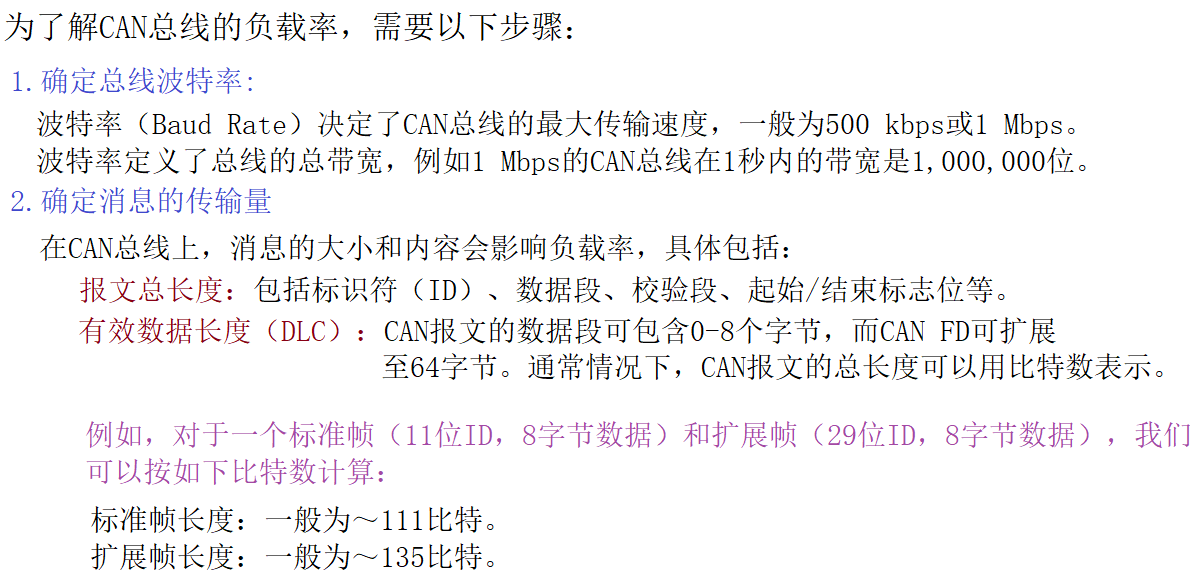 为了解CAN总线的负载率，需要以下步骤：
1.确定总线波特率:
波特率（Baud Rate）决定了CAN总线的最大传输速度，一般为500 kbps或1 Mbps。
波特率定义了总线的总带宽，例如1 Mbps的CAN总线在1秒内的带宽是1,000,000位。
2.确定消息的传输量
在CAN总线上，消息的大小和内容会影响负载率，具体包括：
报文总长度：包括标识符（ID）、数据段、校验段、起始/结束标志位等。
有效数据长度（DLC）：CAN报文的数据段可包含0-8个字节，而CAN FD可扩展
至64字节。通常情况下，CAN报文的总长度可以用比特数表示。
例如，对于一个标准帧（11位ID，8字节数据）和扩展帧（29位ID，8字节数据），我们
可以按如下比特数计算：
标准帧长度：一般为～111比特。
扩展帧长度：一般为～135比特。